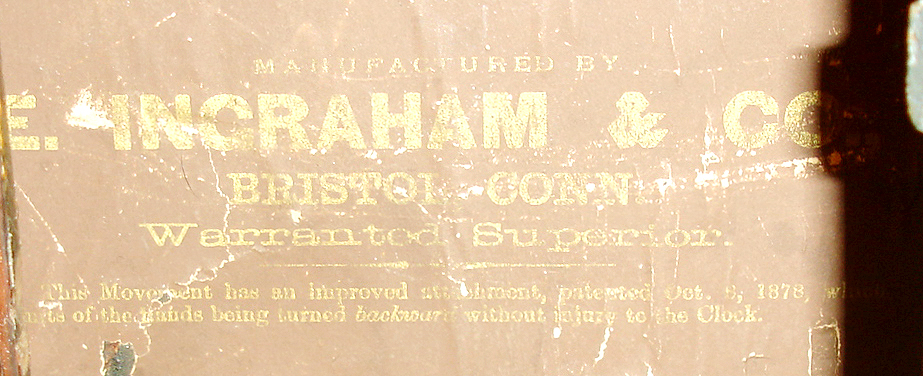 MANUFACTURED BY
E. INGRAHAM & CO
BRISTOL CONN.
Warranted Superior.
This Movement has an improved attachment, patented Oct. 8, 1878,
of the Hands being turned backward without injury to the Clock.